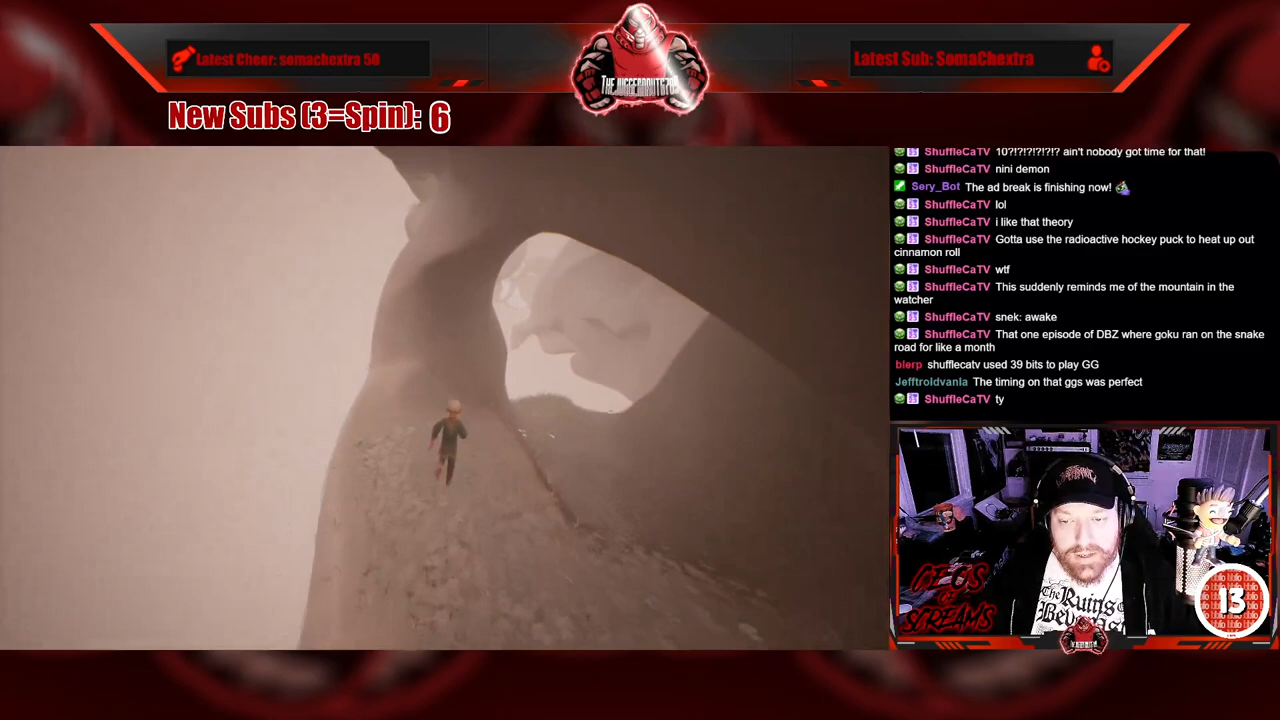 Latest Cheer: somachextra 50
Latest Sub: SomaChextra
THEJUGGERNAUT6789
New Subs (3=Spin): 6
ShuffleCaTV 10?!?!?!?!?!? ain't nobody got time for that!
ShuffleCaTV nini demon
Sery_Bot The ad break is finishing now!
ShuffleCaTV lol
ShuffleCaTV i like that theory
ShuffleCaTV Gotta use the radioactive hockey puck to heat up out
cinnamon roll
ShuffleCaTV wtf
ShuffleCaTV This suddenly reminds me of the mountain in the
watcher
ShuffleCaTV snek: awake
ShuffleCaTV That one episode of DBZ where goku ran on the snake
road for like a month
blerp shufflecatv used 39 bits to play GG
Jefftroldvania The timing on that ggs was perfect
ShuffleCaTV ty
SCREAMS
The Ruins
13